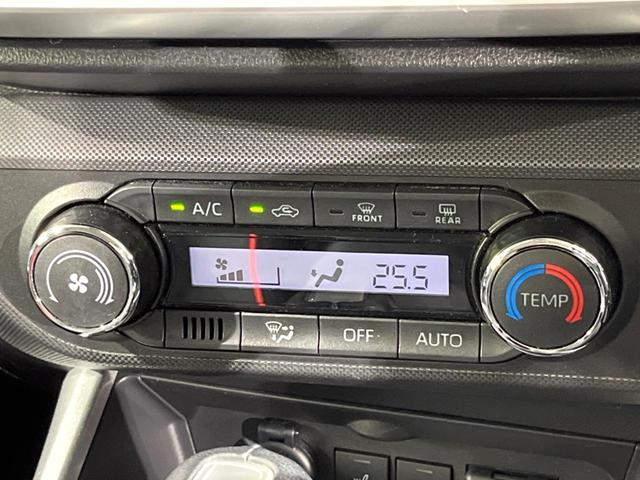 A/C
FRONT
REAR
25.5
TEMP
OFF
AUTO